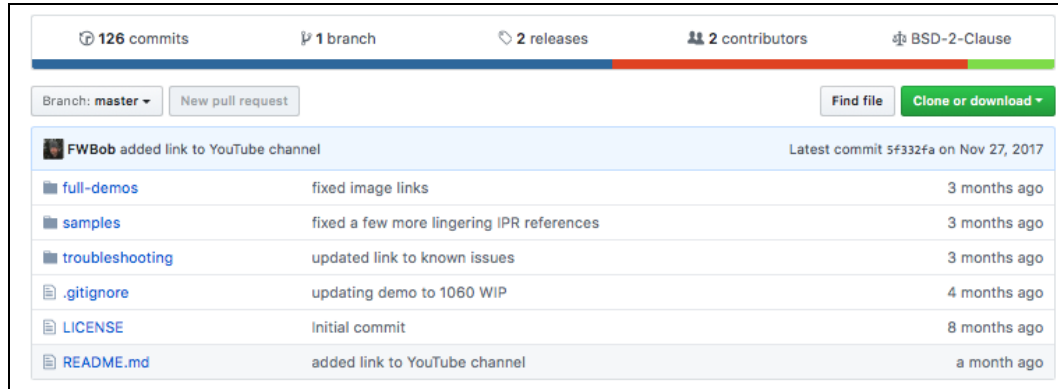 126 commits 1 branch 2 releases 2 contributors BSD-2-Clause
Branch: master New pull request Find file Clone or download
FWBob added link to YouTube channel Latest commit 5f332fa on Nov 27, 2017
full-demos fixed image links 3 months ago
samples fixed a few more lingering IPR references 3 months ago
troubleshooting updated link to known issues 3 months ago
.gitignore updating demo to 1060 WIP 4 months ago
LICENSE Initial commit 8 months ago
README.md added link to YouTube channel a month ago